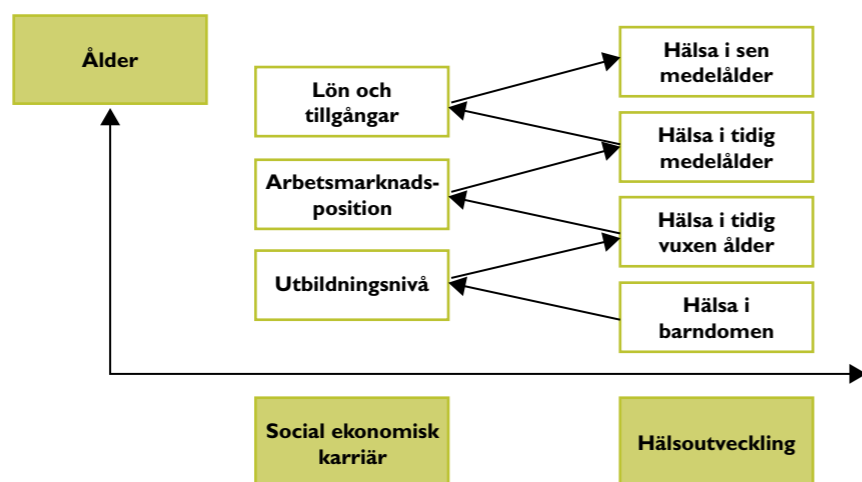 Ålder
Hälsa i sen
medelålder
Lön och
tillgångar
Hälsa i tidig
medelålder
Arbetsmarknads-
position
Hälsa i tidig
vuxen ålder
Utbildningsnivå
Hälsa i
barndomen
Social ekonomisk
karriär
Hälsoutveckling